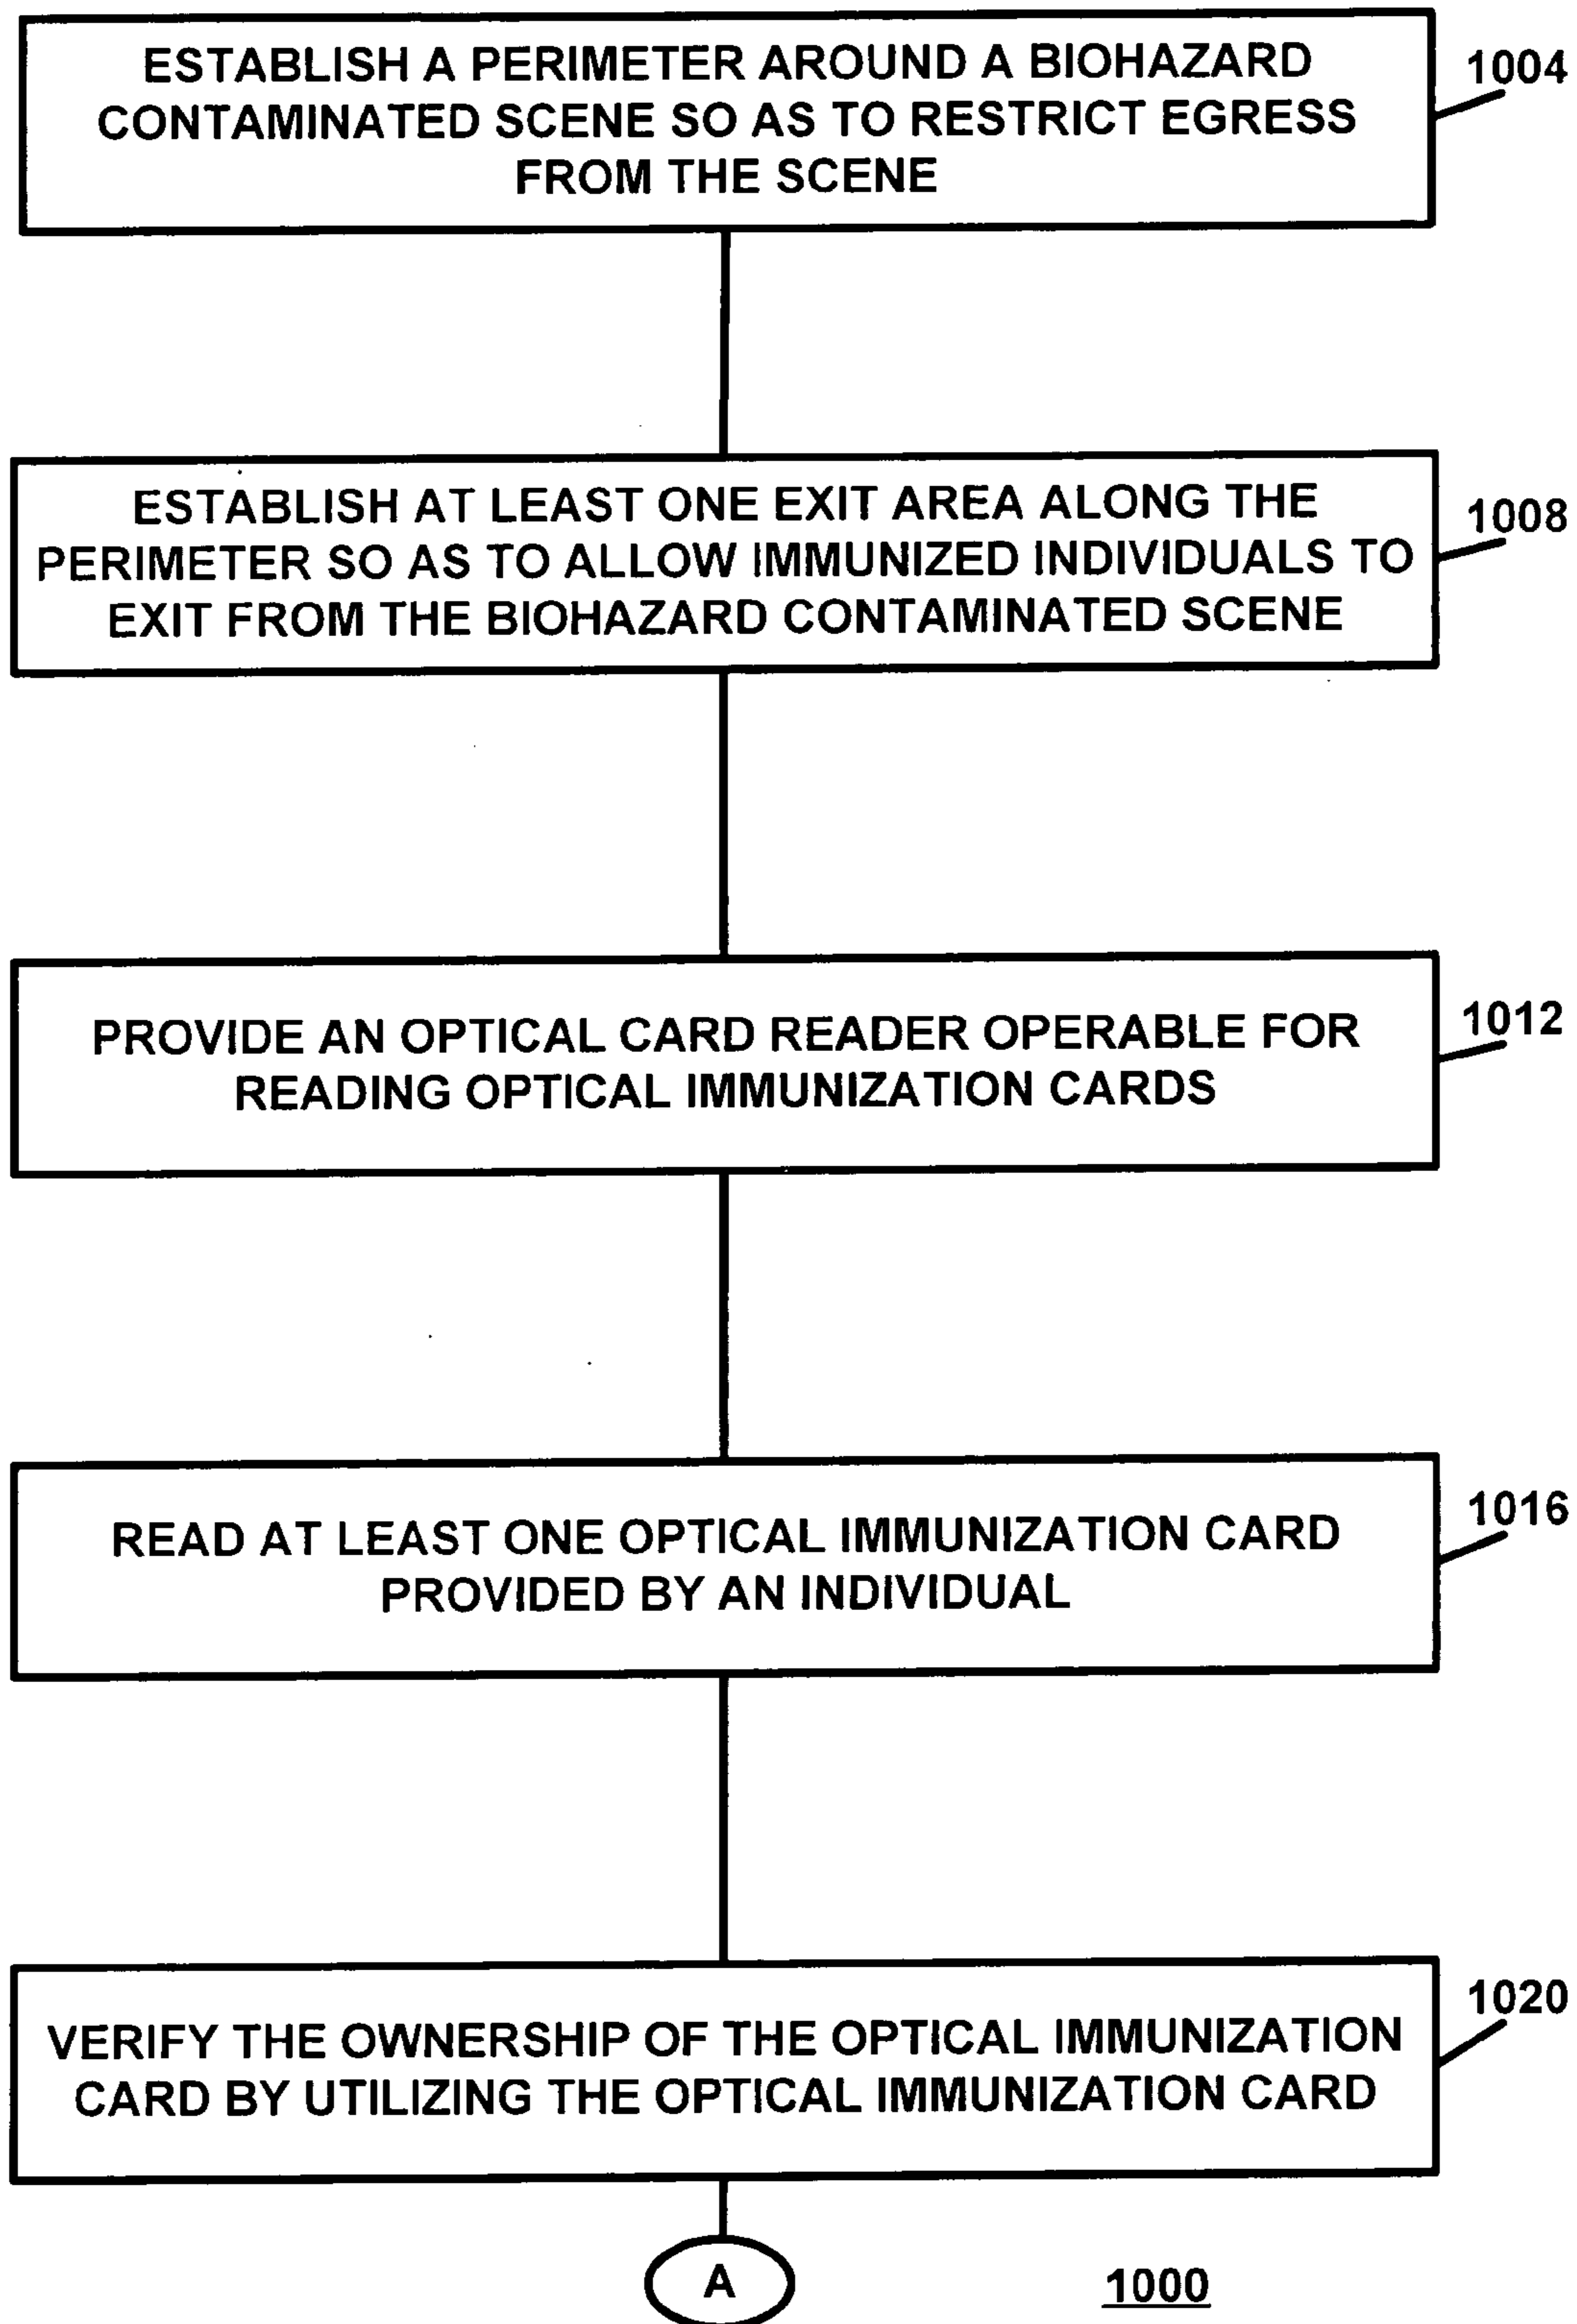 ESTABLISH A PERIMETER AROUND A BIOHAZARD
CONTAMINATED SCENE SO AS TO RESTRICT EGRESS
FROM THE SCENE
1004
ESTABLISH AT LEAST ONE EXIT AREA ALONG THE
PERIMETER SO AS TO ALLOW IMMUNIZED INDIVIDUALS TO
EXIT FROM THE BIOHAZARD CONTAMINATED SCENE
1008
PROVIDE AN OPTICAL CARD READER OPERABLE FOR
READING OPTICAL IMMUNIZATION CARDS
1012
READ AT LEAST ONE OPTICAL IMMUNIZATION CARD
PROVIDED BY AN INDIVIDUAL
1016
VERIFY THE OWNERSHIP OF THE OPTICAL IMMUNIZATION
CARD BY UTILIZING THE OPTICAL IMMUNIZATION CARD
1020
A
1000